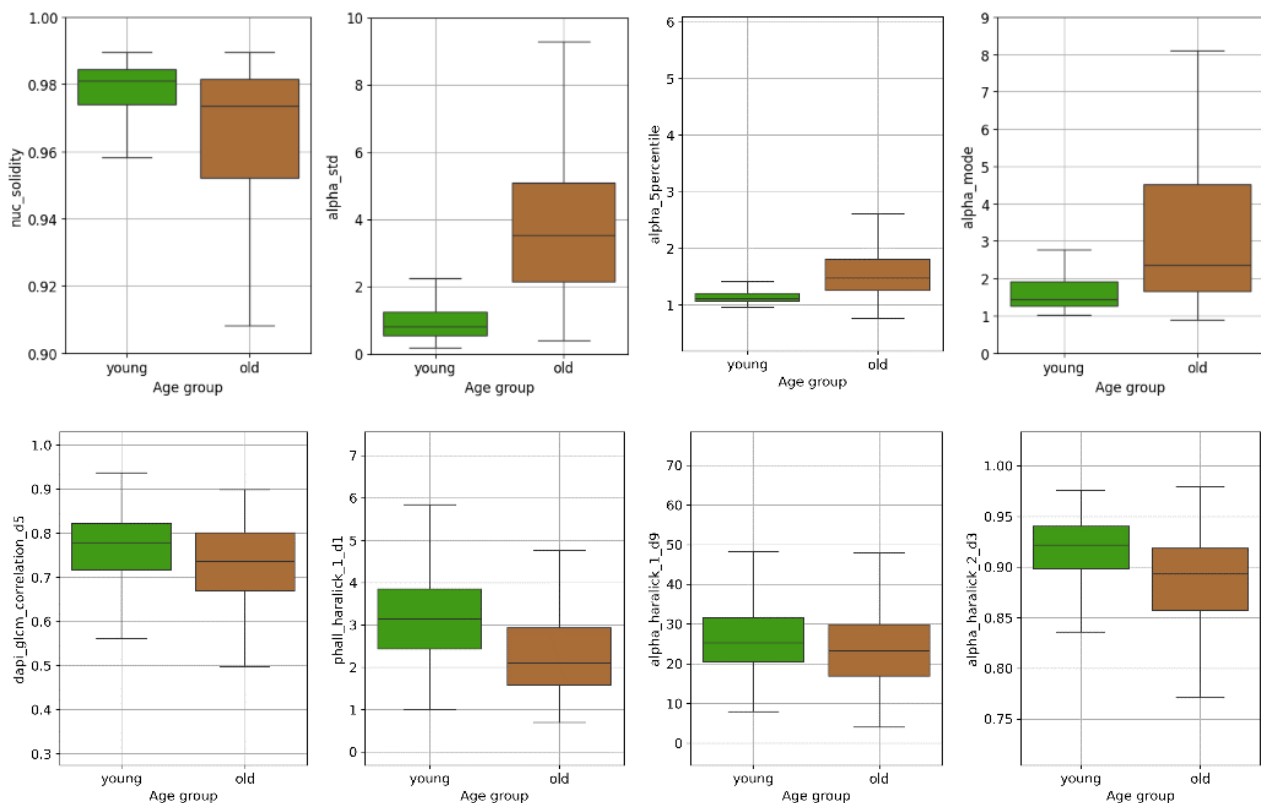 nuc_solidity
1.00
0.98
0.96
0.94
0.92
0.90
young
old
Age group
alpha_std
10
8
6
4
2
0
young
old
Age group
alpha_5percentile
6
5
4
3
2
1
young
old
Age group
alpha_mode
9
8
7
6
5
4
3
2
1
0
young
old
Age group
dapi_glcm_correlation_d5
1.0
0.9
0.8
0.7
0.6
0.5
0.4
0.3
young
old
Age group
phall_haralick_1_d1
7
6
5
4
3
2
1
0
young
old
Age group
alpha_haralick_1_d9
70
60
50
40
30
20
10
0
young
old
Age group
alpha_haralick_2_d3
1.00
0.95
0.90
0.85
0.80
0.75
young
old
Age group